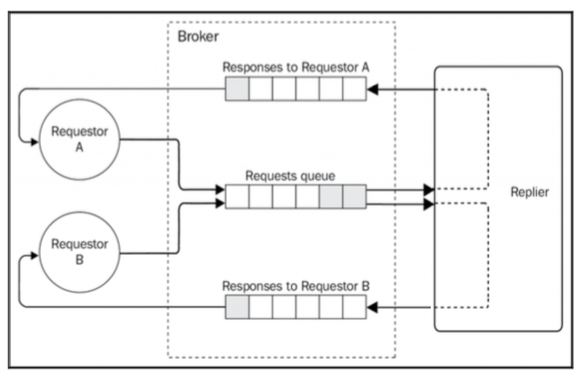 Broker
Responses to Requestor A
Requestor
A
Requests queue
Replier
Requestor
B
Responses to Requestor B